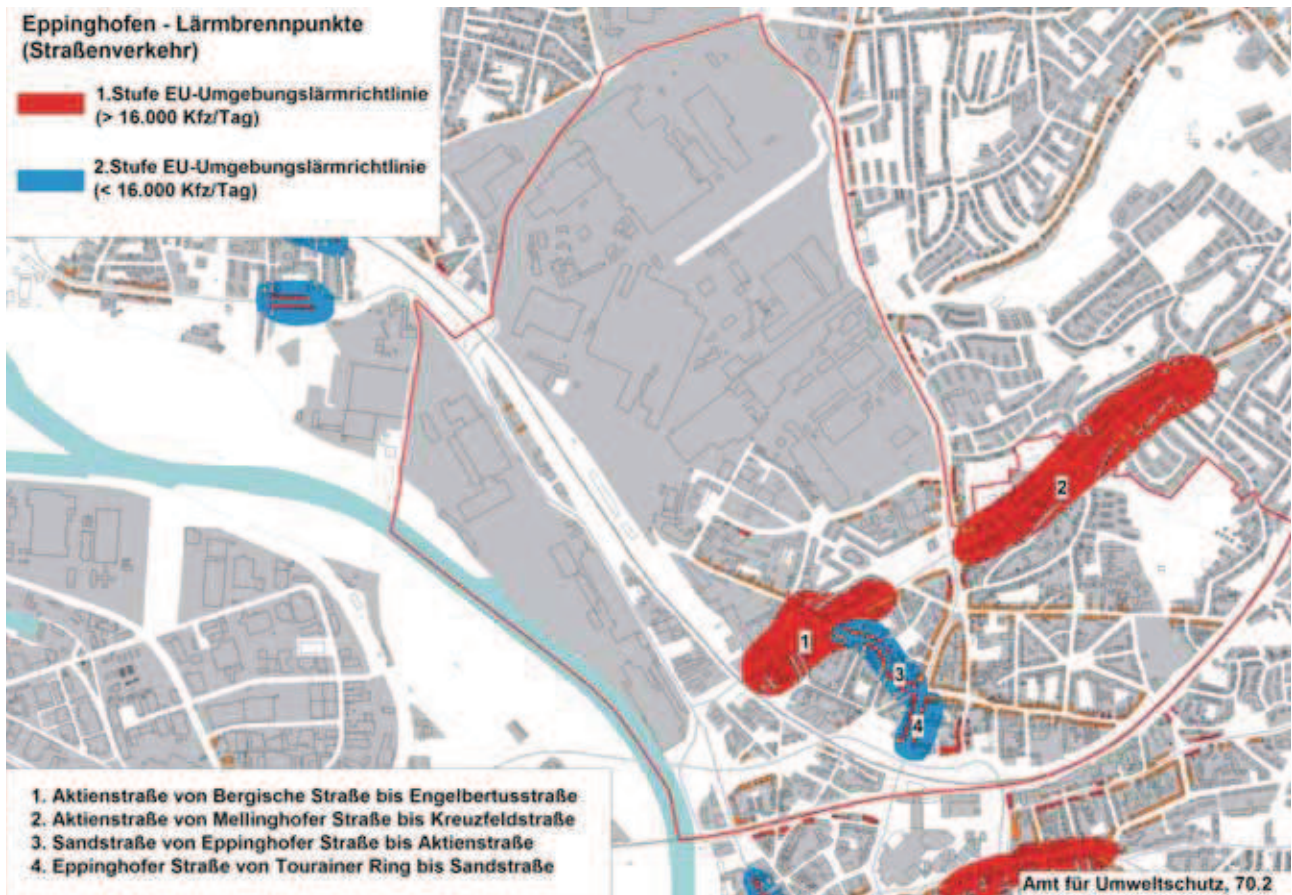 Eppinghofen - Lärmbrennpunkte
(Straßenverkehr)
1.Stufe EU-Umgebungslärmrichtlinie
(> 16.000 Kfz/Tag)
2.Stufe EU-Umgebungslärmrichtlinie
(< 16.000 Kfz/Tag)
2
1
3
4
1. Aktienstraße von Bergische Straße bis Engelbertusstraße
2. Aktienstraße von Mellinghofer Straße bis Kreuzfeldstraße
3. Sandstraße von Eppinghofer Straße bis Aktienstraße
4. Eppinghofer Straße von Tourainer Ring bis Sandstraße
Amt für Umweltschutz, 70.2